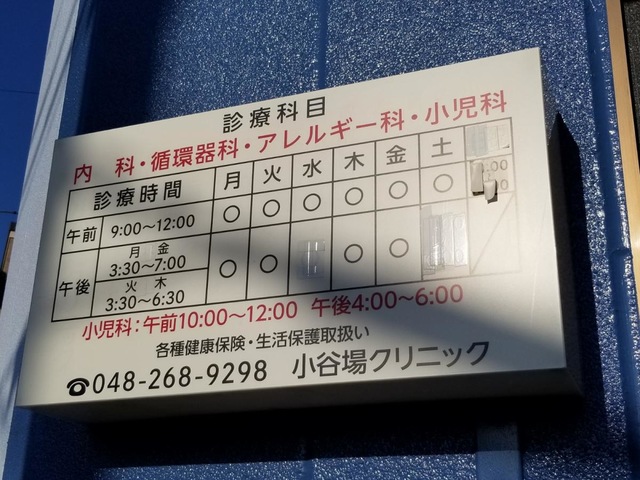 診療科目
内 科・循環器科・アレルギー科・小児科
診療時間 月 火 水 木 金 土
午前 9:00～12:00 ○ ○ ○ ○ ○ ○
午後 月 金 3:30～7:00 ○ ○ ○ ○
火 木 3:30～6:30
小児科：午前10:00～12:00 午後4:00～6:00
各種健康保険・生活保護取扱い
☎048-268-9298 小谷場クリニック